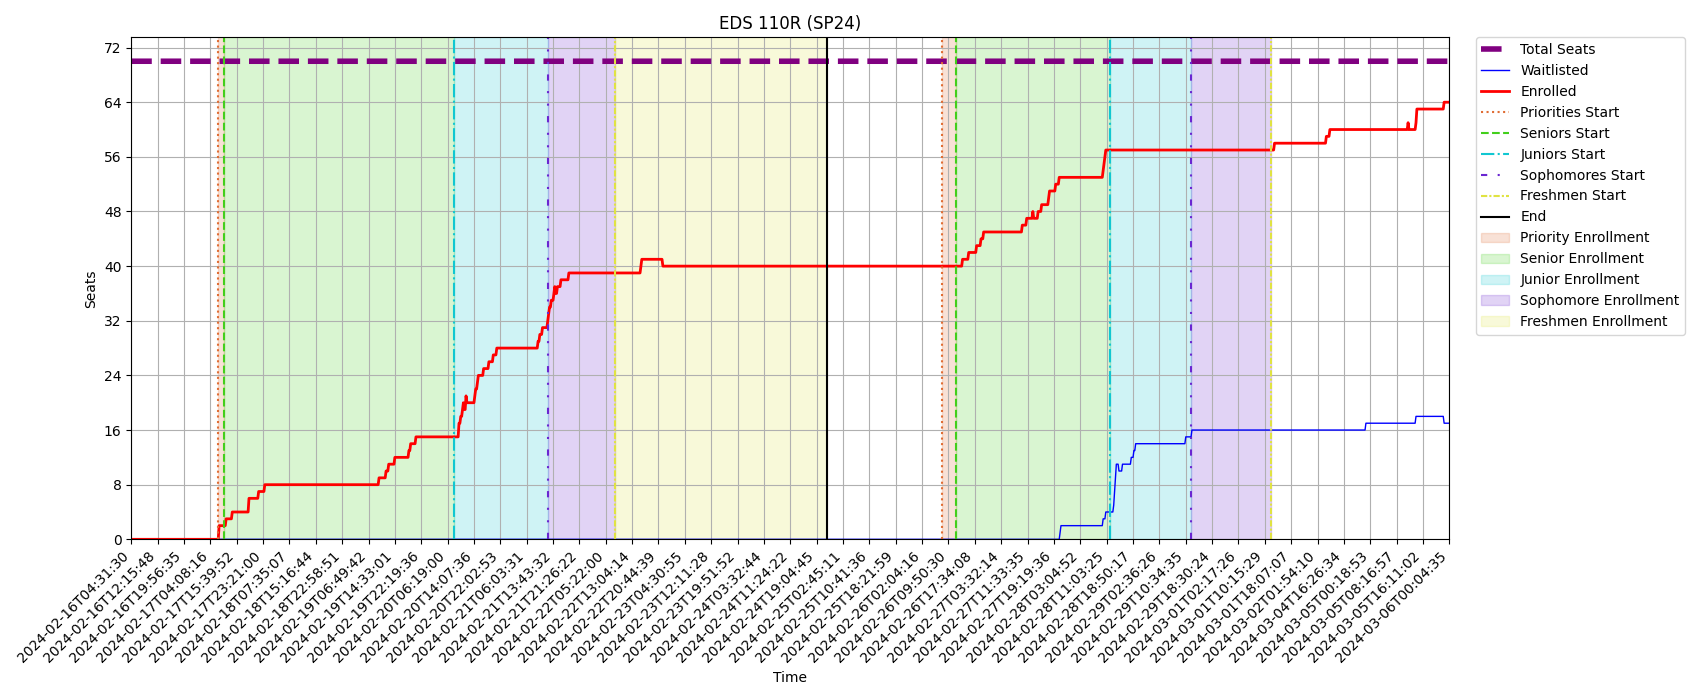 EDS 110R (SP24)
Seats
72
64
56
48
40
32
24
16
8
0
2024-02-16T04:31:30
2024-02-16T12:15:48
2024-02-16T19:56:35
2024-02-17T04:08:16
2024-02-17T15:39:52
2024-02-17T23:21:00
2024-02-18T07:35:07
2024-02-18T15:16:44
2024-02-18T22:58:51
2024-02-19T06:49:42
2024-02-19T14:33:01
2024-02-19T22:19:36
2024-02-20T06:19:00
2024-02-20T14:07:36
2024-02-20T22:02:53
2024-02-21T06:03:31
2024-02-21T13:43:32
2024-02-21T21:26:22
2024-02-22T05:22:00
2024-02-22T13:04:14
2024-02-22T20:44:39
2024-02-23T04:30:55
2024-02-23T12:11:28
2024-02-23T19:51:52
2024-02-24T03:32:44
2024-02-24T11:24:22
2024-02-24T19:04:45
2024-02-25T02:45:11
2024-02-25T10:41:36
2024-02-25T18:21:59
2024-02-26T02:04:16
2024-02-26T09:50:30
2024-02-26T17:34:08
2024-02-27T03:32:14
2024-02-27T11:33:35
2024-02-27T19:19:36
2024-02-28T03:04:52
2024-02-28T11:03:25
2024-02-28T18:50:17
2024-02-29T02:36:26
2024-02-29T10:34:35
2024-02-29T18:30:24
2024-03-01T02:17:26
2024-03-01T10:15:29
2024-03-01T18:07:07
2024-03-02T01:54:10
2024-03-04T16:26:34
2024-03-05T00:18:53
2024-03-05T08:16:57
2024-03-05T16:11:02
2024-03-06T00:04:35
Time
Total Seats
Waitlisted
Enrolled
Priorities Start
Seniors Start
Juniors Start
Sophomores Start
Freshmen Start
End
Priority Enrollment
Senior Enrollment
Junior Enrollment
Sophomore Enrollment
Freshmen Enrollment